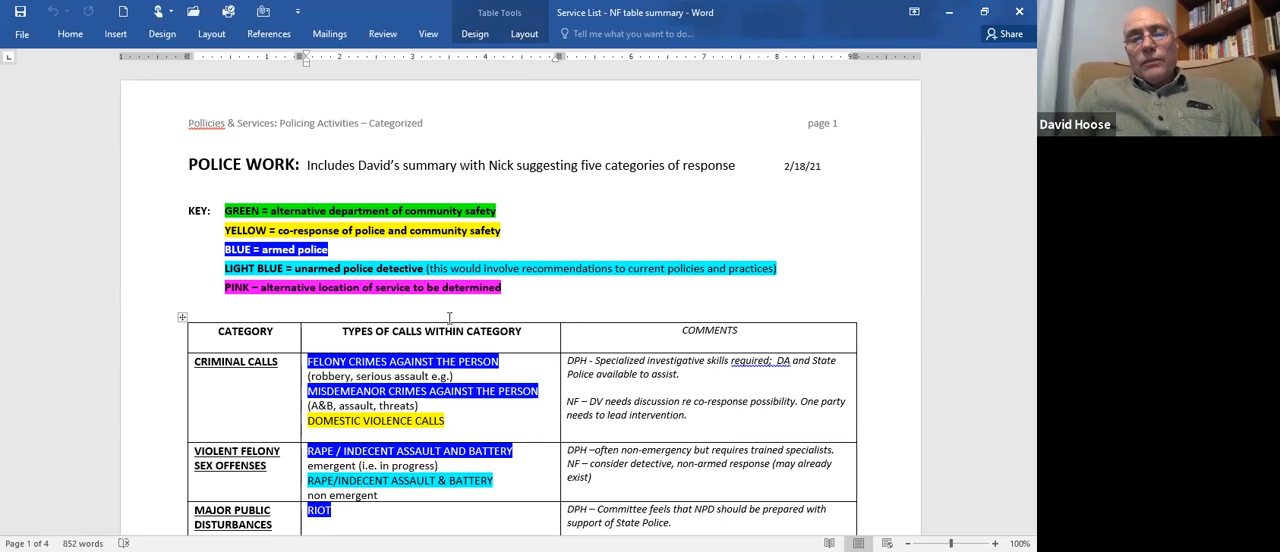 Table Tools
Service List - NF table summary - Word
File Home Insert Design Layout References Mailings Review View Design Layout Tell me what you want to do... Share
1 1 2 3 4 5 6 7 8 9
David Hoose
Pollicies & Services: Policing Activities – Categorized page 1
POLICE WORK: Includes David's summary with Nick suggesting five categories of response 2/18/21
KEY: GREEN = alternative department of community safety
YELLOW = co-response of police and community safety
BLUE = armed police
LIGHT BLUE = unarmed police detective (this would involve recommendations to current policies and practices)
PINK – alternative location of service to be determined
CATEGORY TYPES OF CALLS WITHIN CATEGORY COMMENTS
CRIMINAL CALLS
FELONY CRIMES AGAINST THE PERSON
(robbery, serious assault e.g.)
MISDEMEANOR CRIMES AGAINST THE PERSON
(A&B, assault, threats)
DOMESTIC VIOLENCE CALLS
DPH - Specialized investigative skills required; DA and State
Police available to assist.
NF – DV needs discussion re co-response possibility. One party
needs to lead intervention.
VIOLENT FELONY
SEX OFFENSES
RAPE / INDECENT ASSAULT AND BATTERY
emergent (i.e. in progress)
RAPE/INDECENT ASSAULT & BATTERY
non emergent
DPH –often non-emergency but requires trained specialists.
NF – consider detective, non-armed response (may already
exist)
MAJOR PUBLIC
DISTURBANCES
RIOT
DPH – Committee feels that NPD should be prepared with
support of State Police.
Page 1 of 4 852 words 100%